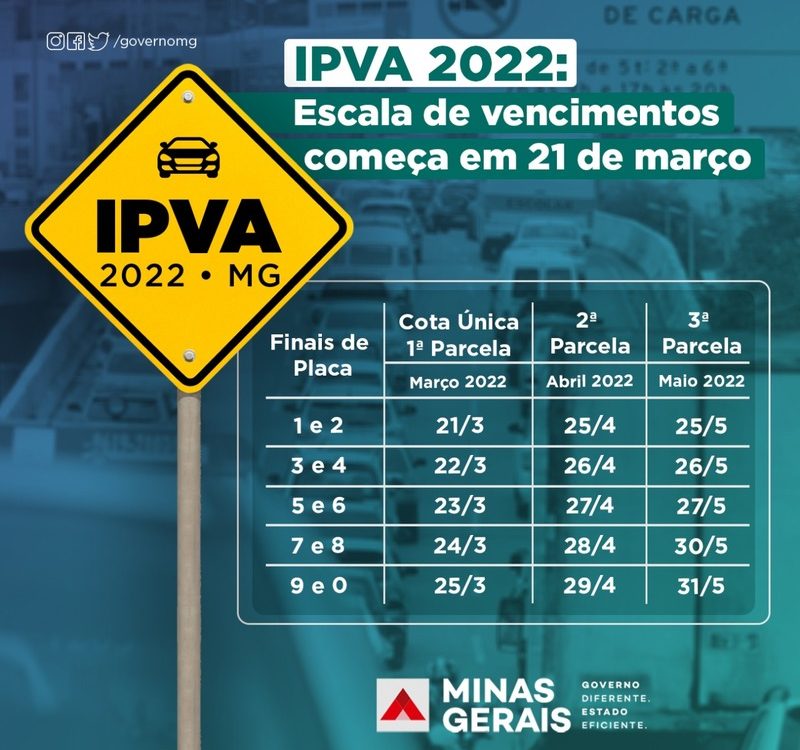 /governomg
DE CARGA
IPVA 2022:
Escala de vencimentos
começa em 21 de março
IPVA
2022 • MG
Finais de Placa | Cota Única 1ª Parcela | 2ª Parcela | 3ª Parcela
Março 2022 | Abril 2022 | Maio 2022
1 e 2 | 21/3 | 25/4 | 25/5
3 e 4 | 22/3 | 26/4 | 26/5
5 e 6 | 23/3 | 27/4 | 27/5
7 e 8 | 24/3 | 28/4 | 30/5
9 e 0 | 25/3 | 29/4 | 31/5
MINAS
GERAIS
GOVERNO
DIFERENTE.
ESTADO
EFICIENTE.